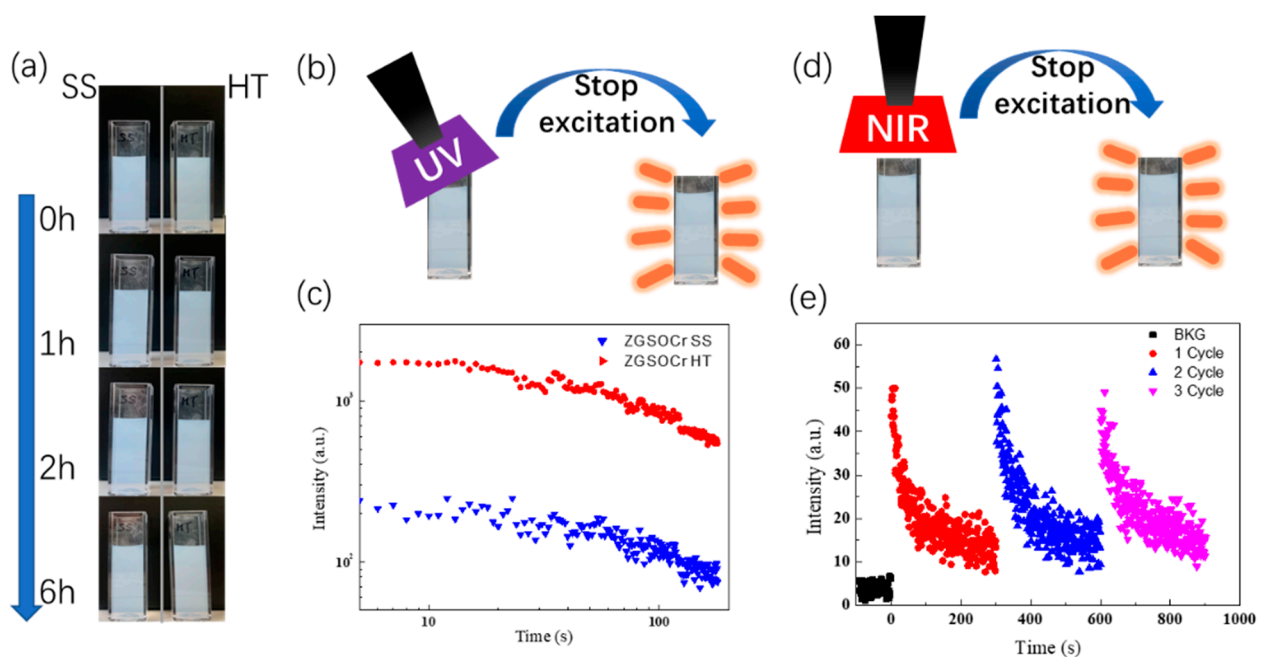 (a)
SS
HT
SS
HT
0h
SS
HT
1h
SS
HT
2h
SS
HT
6h
(b)
Stop
excitation
UV
(c)
ZGSOCr SS
ZGSOCr HT
Intensity (a.u.)
10³
10²
10
100
Time (s)
(d)
Stop
excitation
NIR
(e)
BKG
1 Cycle
2 Cycle
3 Cycle
Intensity (a.u.)
60
50
40
30
20
10
0
0
200
400
600
800
1000
Time (s)